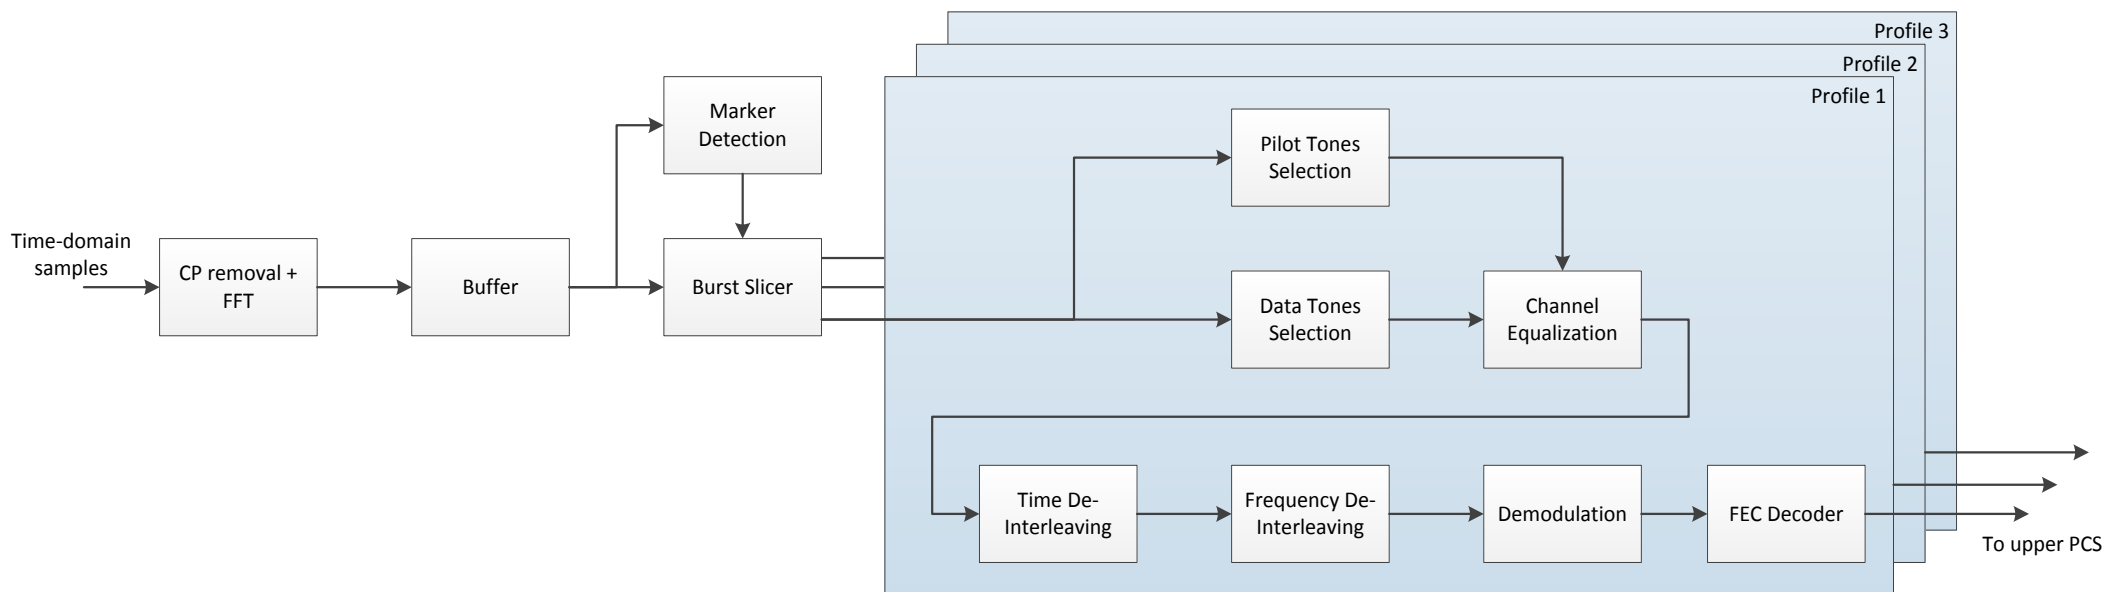 Profile 3
Profile 2
Profile 1
Marker
Detection
Pilot Tones
Selection
Time-domain
samples
CP removal +
FFT
Buffer
Burst Slicer
Data Tones
Selection
Channel
Equalization
Time De-
Interleaving
Frequency De-
Interleaving
Demodulation
FEC Decoder
To upper PCS